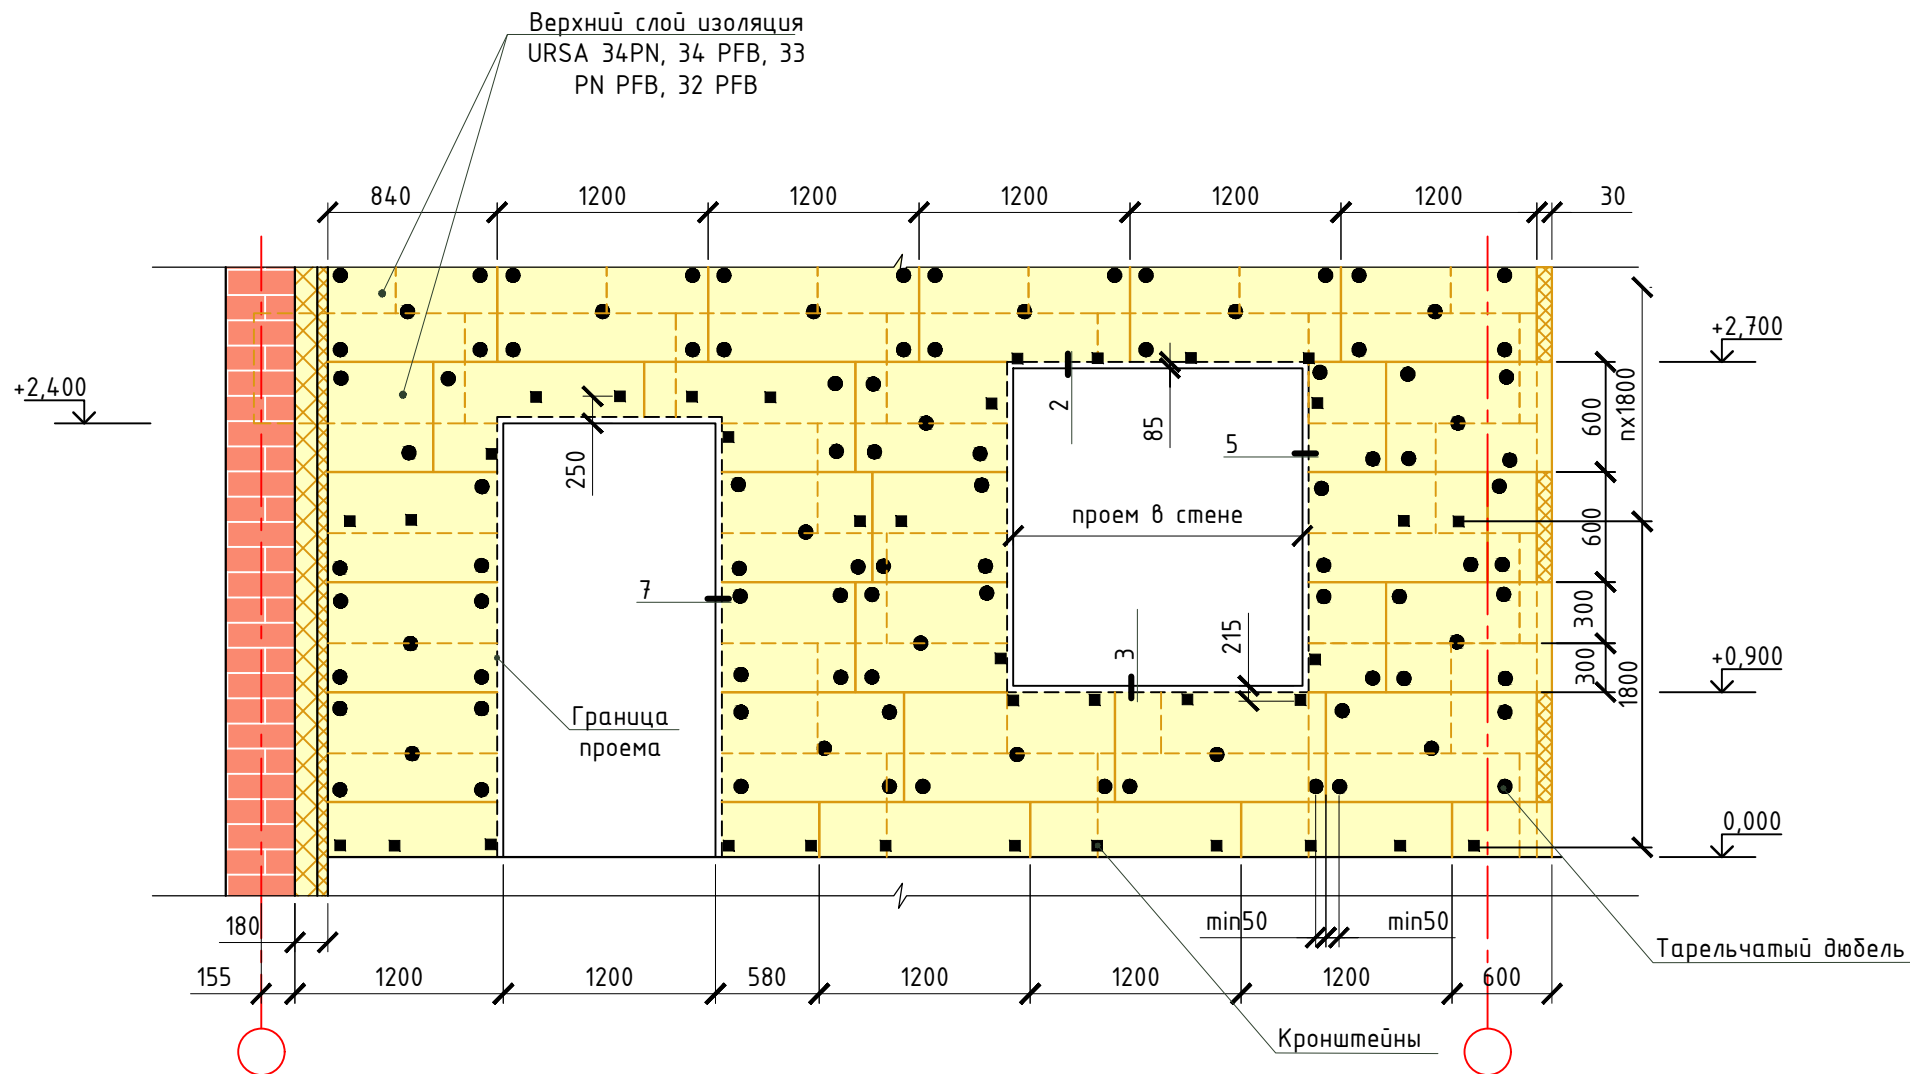 Верхний слой изоляция
URSA 34PN, 34 PFB, 33
PN PFB, 32 PFB
840
1200
1200
1200
1200
1200
30
+2,700
+2,400
2
85
5
600
nх1800
250
проем в стене
600
7
300
3
215
300
1800
+0,900
Граница
проема
0,000
180
min50
min50
Тарельчатый дюбель
155
1200
1200
580
1200
1200
1200
600
Кронштейны